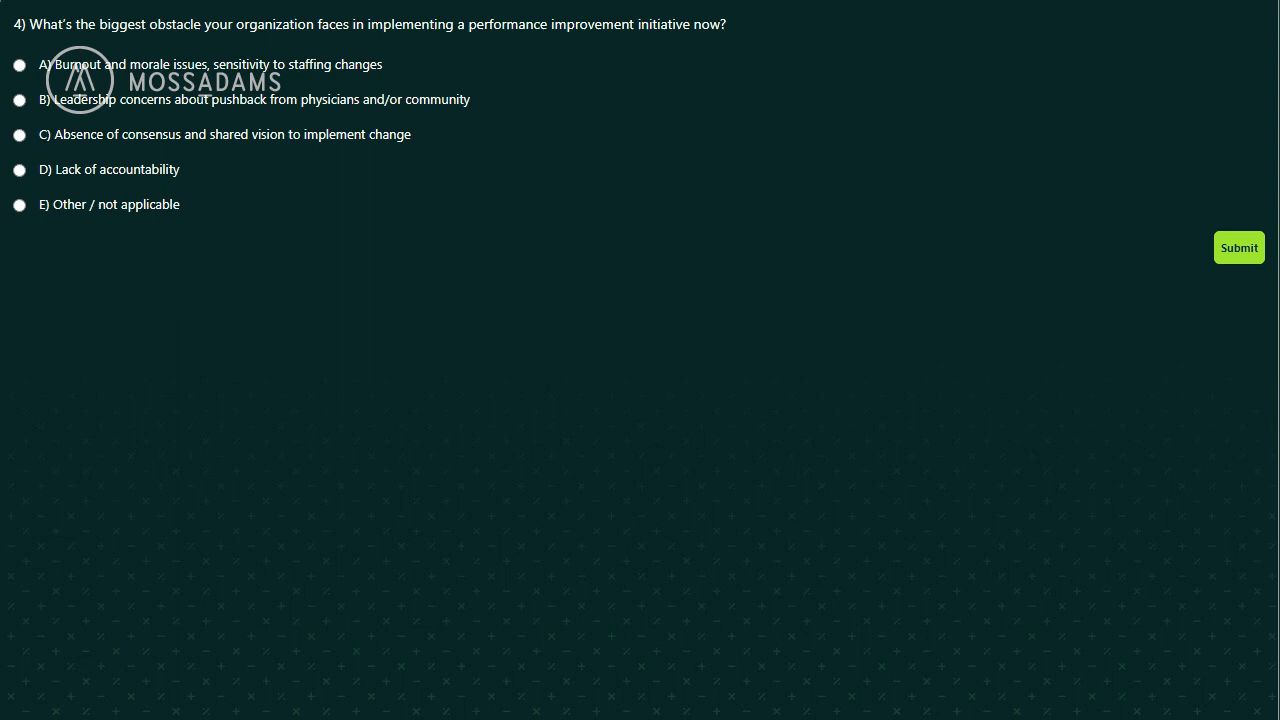 4) What's the biggest obstacle your organization faces in implementing a performance improvement initiative now?
A) Burnout and morale issues, sensitivity to staffing changes
MOSSADAMS
B) Leadership concerns about pushback from physicians and/or community
C) Absence of consensus and shared vision to implement change
D) Lack of accountability
E) Other / not applicable
Submit